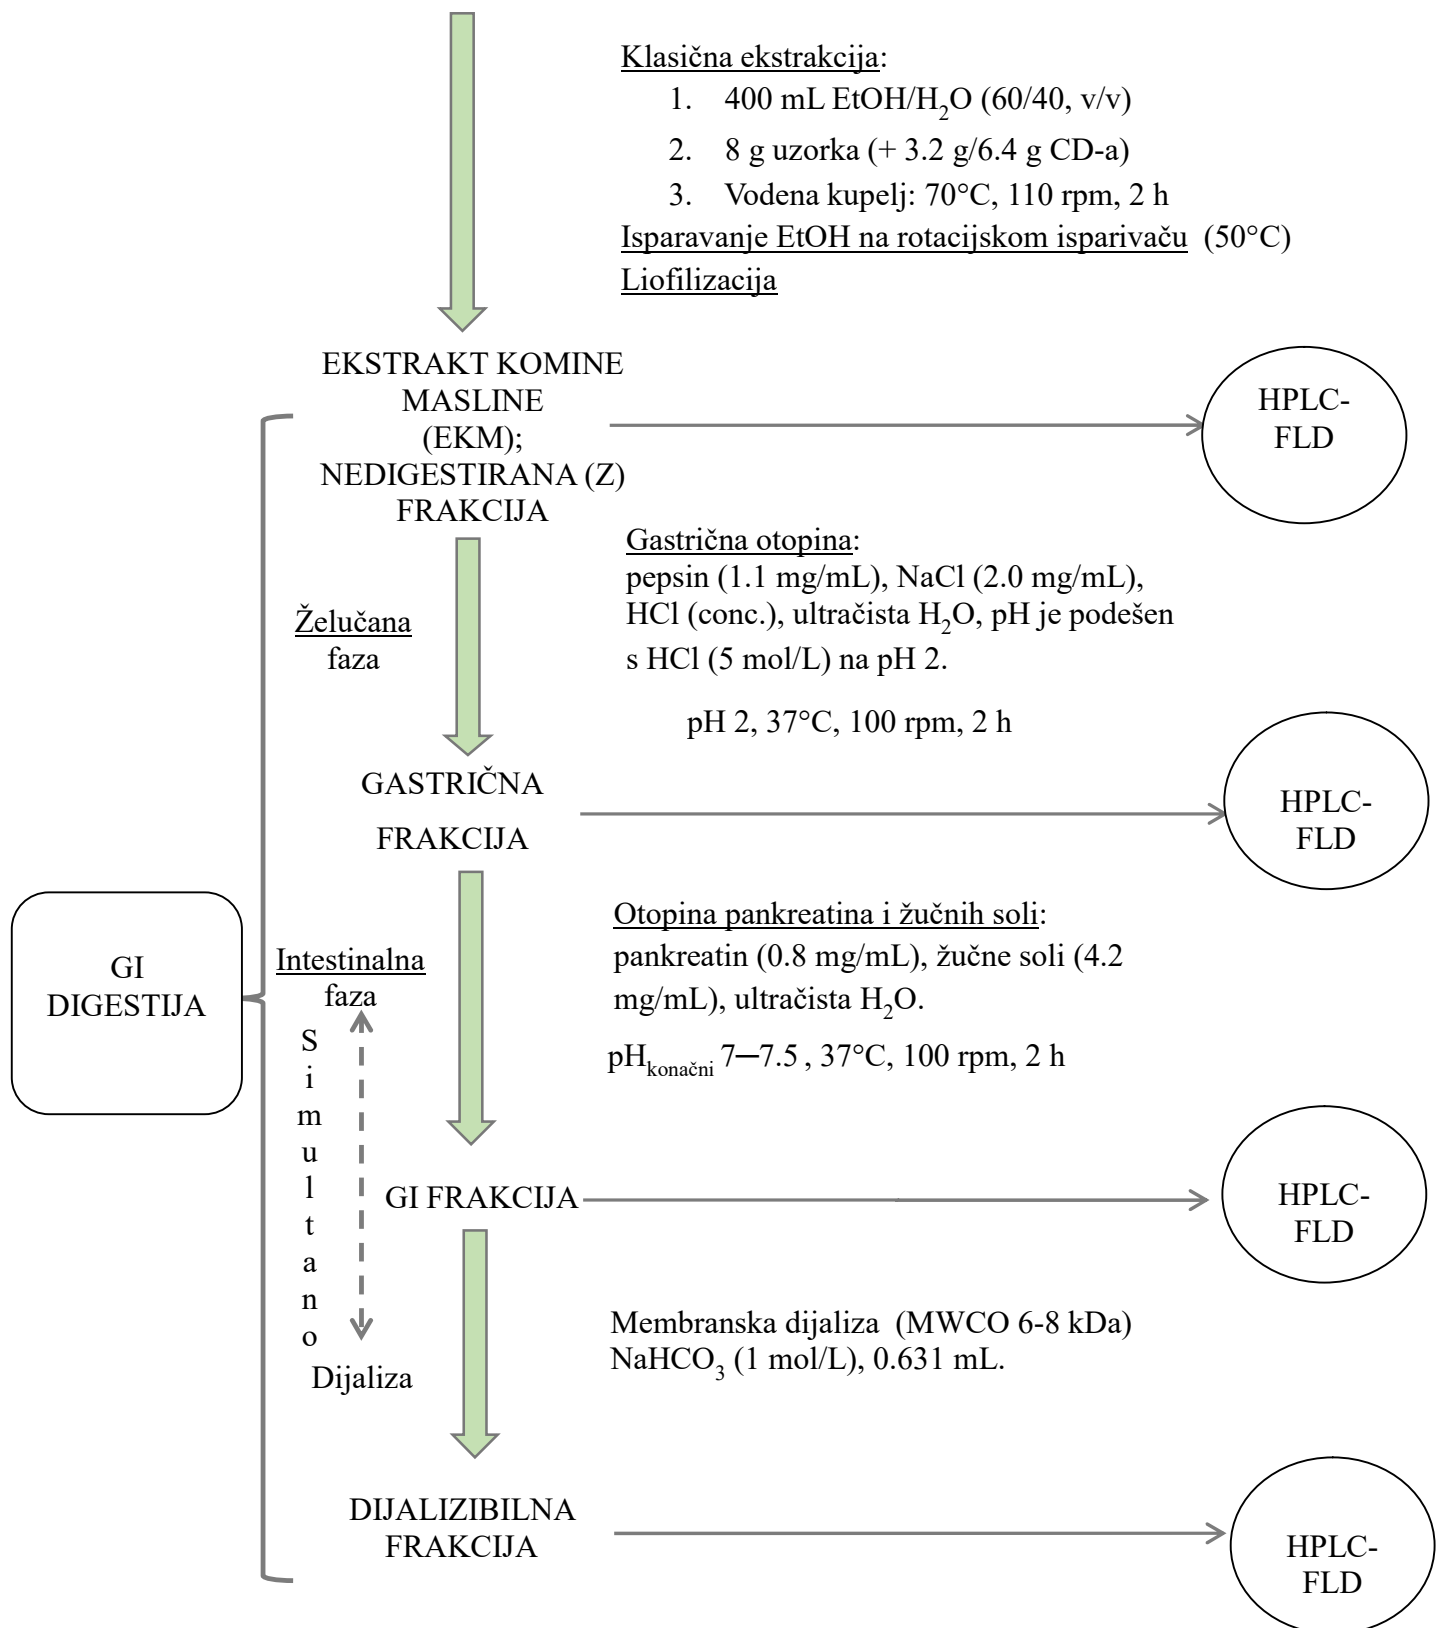 Klasična ekstrakcija:
1. 400 mL EtOH/H₂O (60/40, v/v)
2. 8 g uzorka (+ 3.2 g/6.4 g CD-a)
3. Vodena kupelj: 70°C, 110 rpm, 2 h
Isparavanje EtOH na rotacijskom isparivaču (50°C)
Liofilizacija
EKSTRAKT KOMINE
MASLINE
(EKM);
NEDIGESTIRANA (Z)
FRAKCIJA
HPLC-
FLD
Gastrična otopina:
pepsin (1.1 mg/mL), NaCl (2.0 mg/mL),
HCl (conc.), ultračista H₂O, pH je podešen
s HCl (5 mol/L) na pH 2.
pH 2, 37°C, 100 rpm, 2 h
Želučana
faza
GASTRIČNA
FRAKCIJA
HPLC-
FLD
Otopina pankreatina i žučnih soli:
pankreatin (0.8 mg/mL), žučne soli (4.2
mg/mL), ultračista H₂O.
pHkonačni 7─7.5 , 37°C, 100 rpm, 2 h
GI
DIGESTIJA
Intestinalna
faza
S
i
m
u
l
t
a
n
o
Dijaliza
GI FRAKCIJA
HPLC-
FLD
Membranska dijaliza (MWCO 6-8 kDa)
NaHCO₃ (1 mol/L), 0.631 mL.
DIJALIZIBILNA
FRAKCIJA
HPLC-
FLD